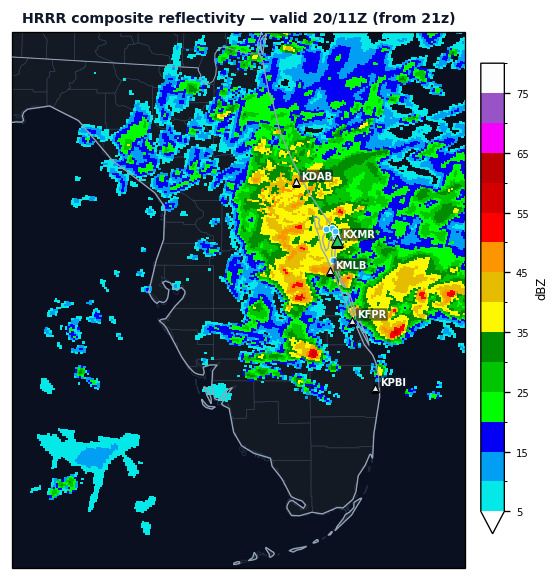 HRRR composite reflectivity — valid 20/11Z (from 21z)
KDAB
KXMR
KMLB
KFPR
KPBI
75
65
55
45
35
25
15
5
dBZ